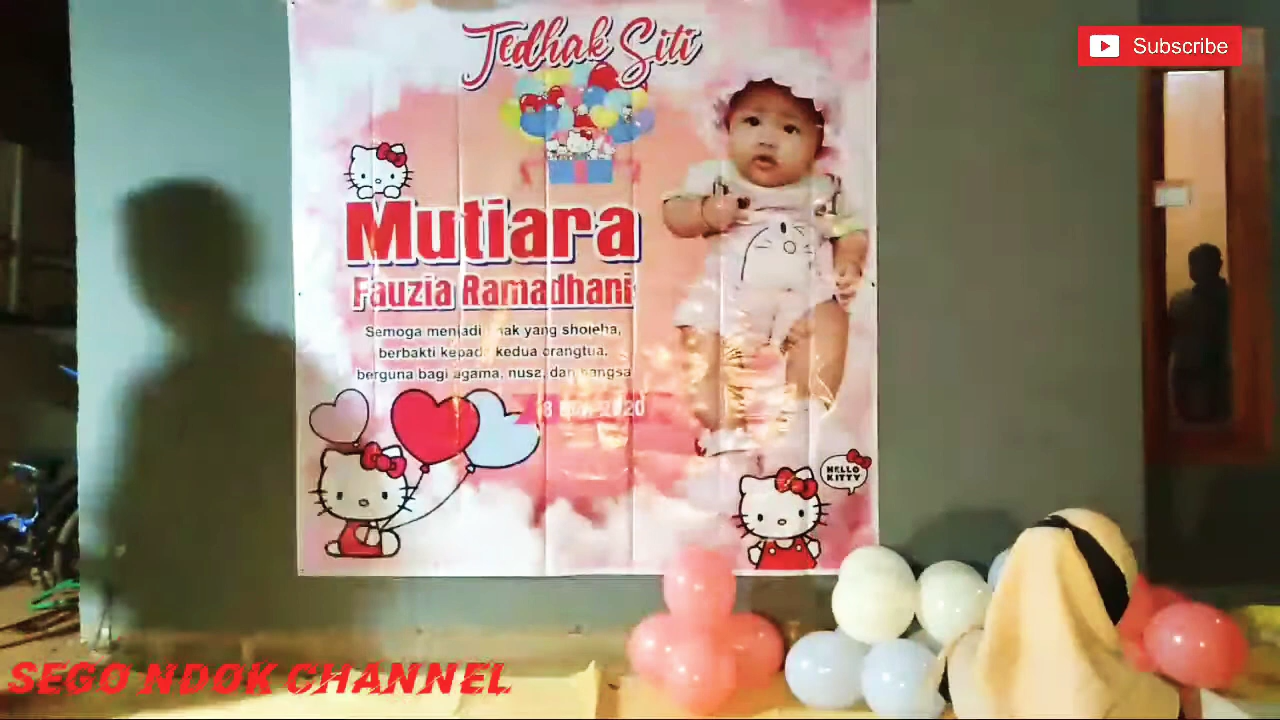 Tedhak Siti
Subscribe
Mutiara
Fauzia Ramadhani
Semoga menjadi anak yang sholeha,
berbakti kepada kedua orangtua,
berguna bagi agama, nusa, dan bangsa
2020
HELLO
KITTY
SEGO NDOK CHANNEL